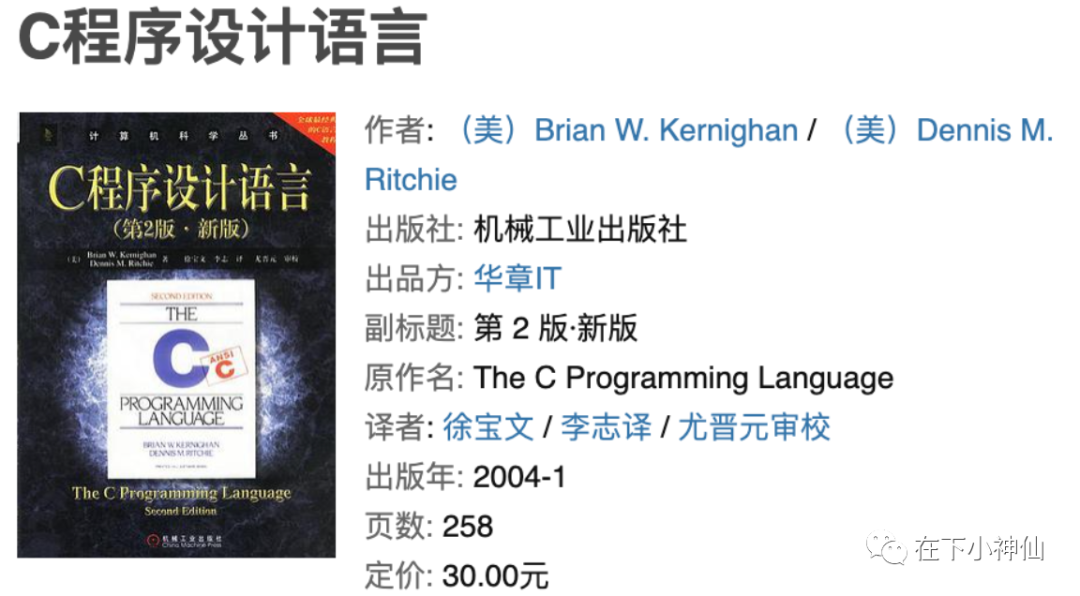 C程序设计语言
计算机科学丛书
全球最经典
的C语言
教程
C程序设计语言
(第2版·新版)
(美) Brian W. Kernighan
Dennis M. Ritchie 著 徐宝文 李志 译 尤晋元 审校
SECOND EDITION
THE
C
ANSI
C
PROGRAMMING
LANGUAGE
BRIAN W. KERNIGHAN
DENNIS M. RITCHIE
The C Programming Language
Second Edition
机械工业出版社
China Machine Press
作者: （美）Brian W. Kernighan / （美）Dennis M.
Ritchie
出版社: 机械工业出版社
出品方: 华章IT
副标题: 第 2 版·新版
原作名: The C Programming Language
译者: 徐宝文 / 李志译 / 尤晋元审校
出版年: 2004-1
页数: 258
定价: 30.00元
在下小神仙